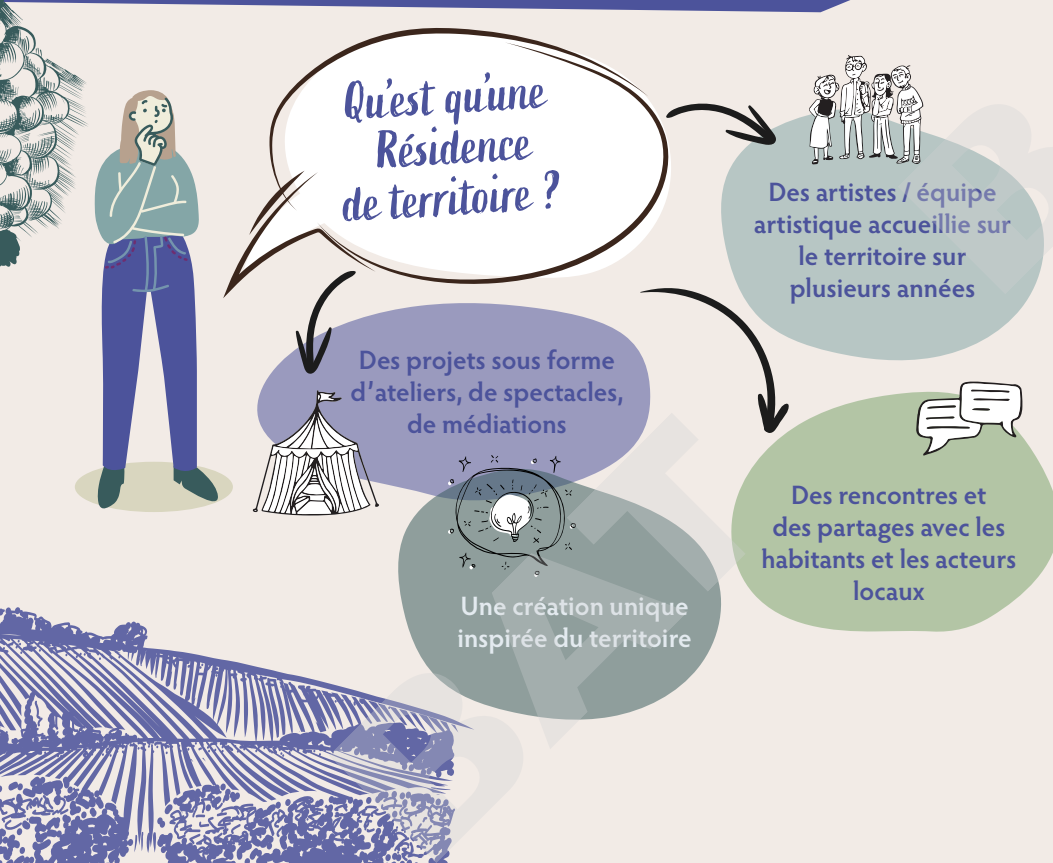 Qu'est qu'une
Résidence
de territoire ?
Des artistes / équipe
artistique accueillie sur
le territoire sur
plusieurs années
Des projets sous forme
d'ateliers, de spectacles,
de médiations
Des rencontres et
des partages avec les
habitants et les acteurs
locaux
Une création unique
inspirée du territoire
BAT
B